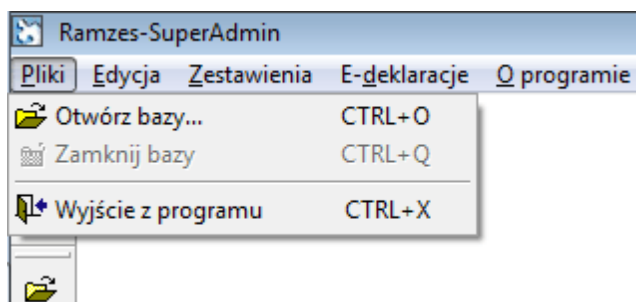 Ramzes-SuperAdmin
Pliki Edycja Zestawienia E-deklaracje O programie
Otwórz bazy... CTRL+O
Zamknij bazy CTRL+Q
Wyjście z programu CTRL+X